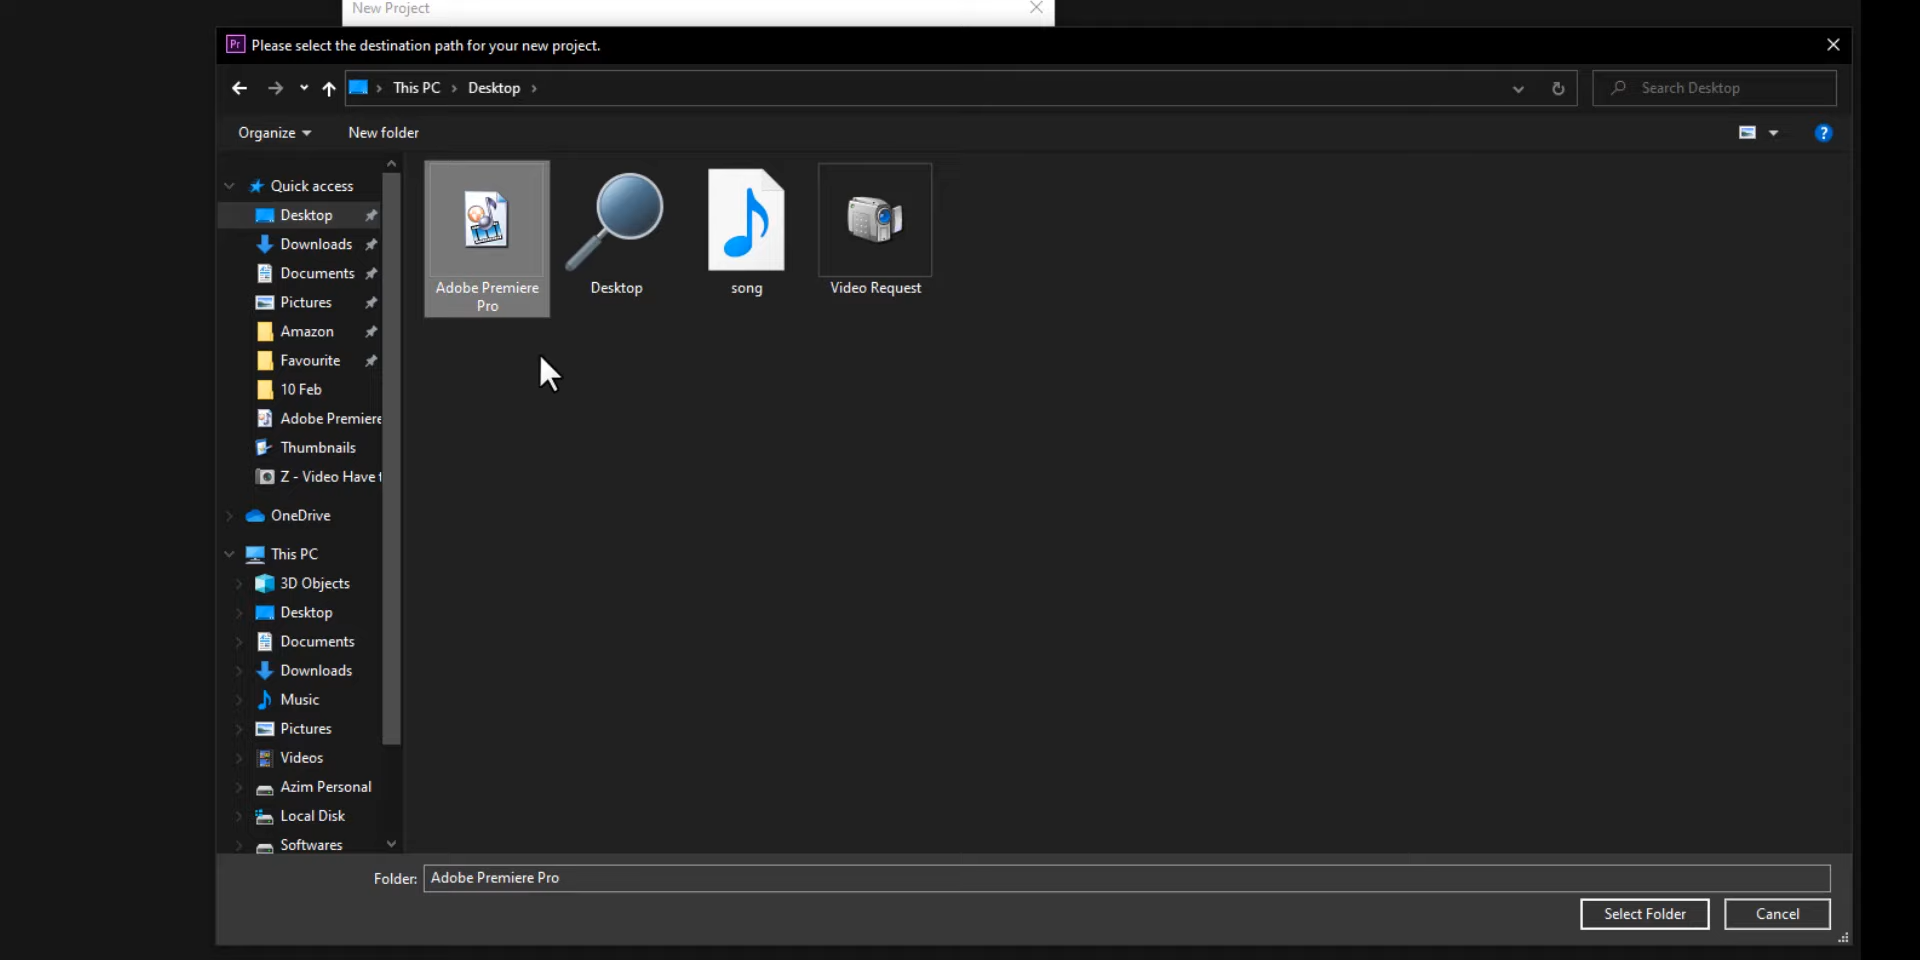 New Project
Pr Please select the destination path for your new project.
This PC Desktop
Search Desktop
Organize New folder
Quick access
Desktop
Downloads
Documents
Pictures
Amazon
Favourite
10 Feb
Adobe Premiere
Thumbnails
Z - Video Have t
OneDrive
This PC
3D Objects
Desktop
Documents
Downloads
Music
Pictures
Videos
Azim Personal
Local Disk
Softwares
Adobe Premiere
Pro
Desktop
song
Video Request
Folder: Adobe Premiere Pro
Select Folder Cancel